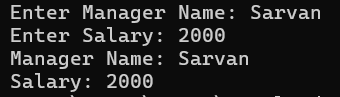 Enter Manager Name: Sarvan
Enter Salary: 2000
Manager Name: Sarvan
Salary: 2000